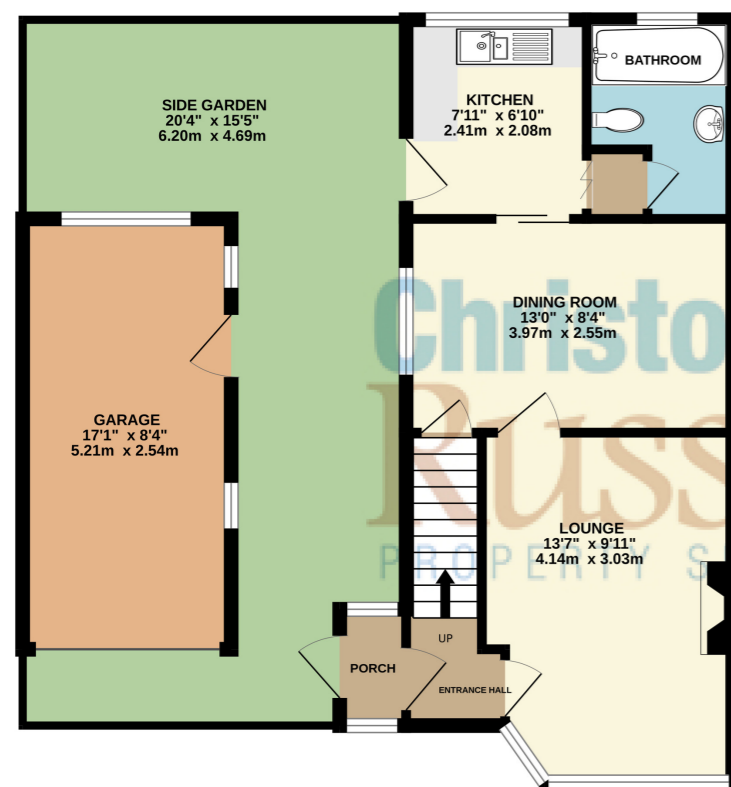 BATHROOM
SIDE GARDEN
20'4" x 15'5"
6.20m x 4.69m
KITCHEN
7'11" x 6'10"
2.41m x 2.08m
Christo
DINING ROOM
13'0" x 8'4"
3.97m x 2.55m
GARAGE
17'1" x 8'4"
5.21m x 2.54m
Russ
LOUNGE
13'7" x 9'11"
4.14m x 3.03m
PROPERTY S
UP
PORCH
ENTRANCE HALL